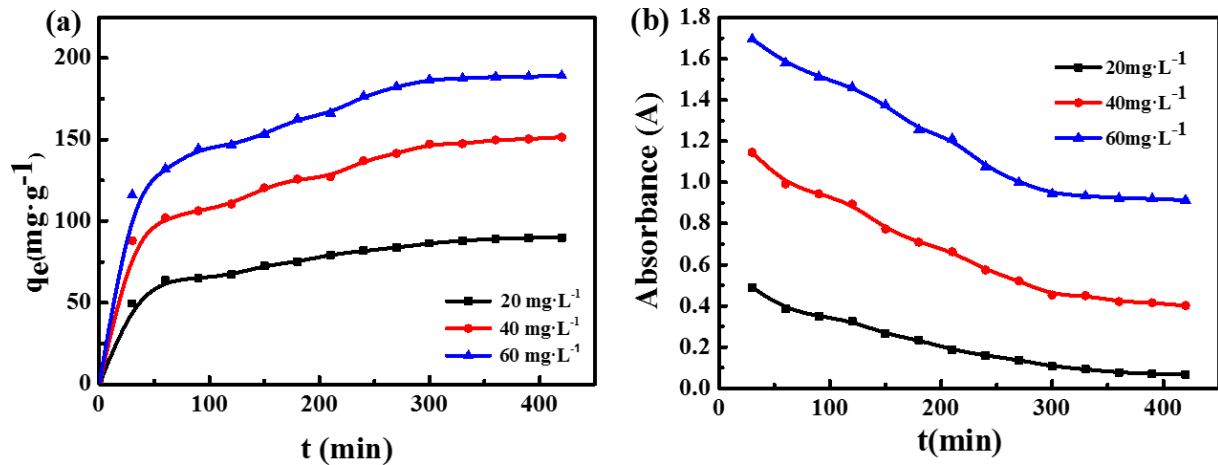 (a)
200
150
100
50
0
qe(mg·g-1)
0 100 200 300 400
t (min)
20 mg·L-1
40 mg·L-1
60 mg·L-1
(b)
1.8
1.6
1.4
1.2
1.0
0.8
0.6
0.4
0.2
0.0
Absorbance (A)
0 100 200 300 400
t(min)
20mg·L-1
40mg·L-1
60mg·L-1